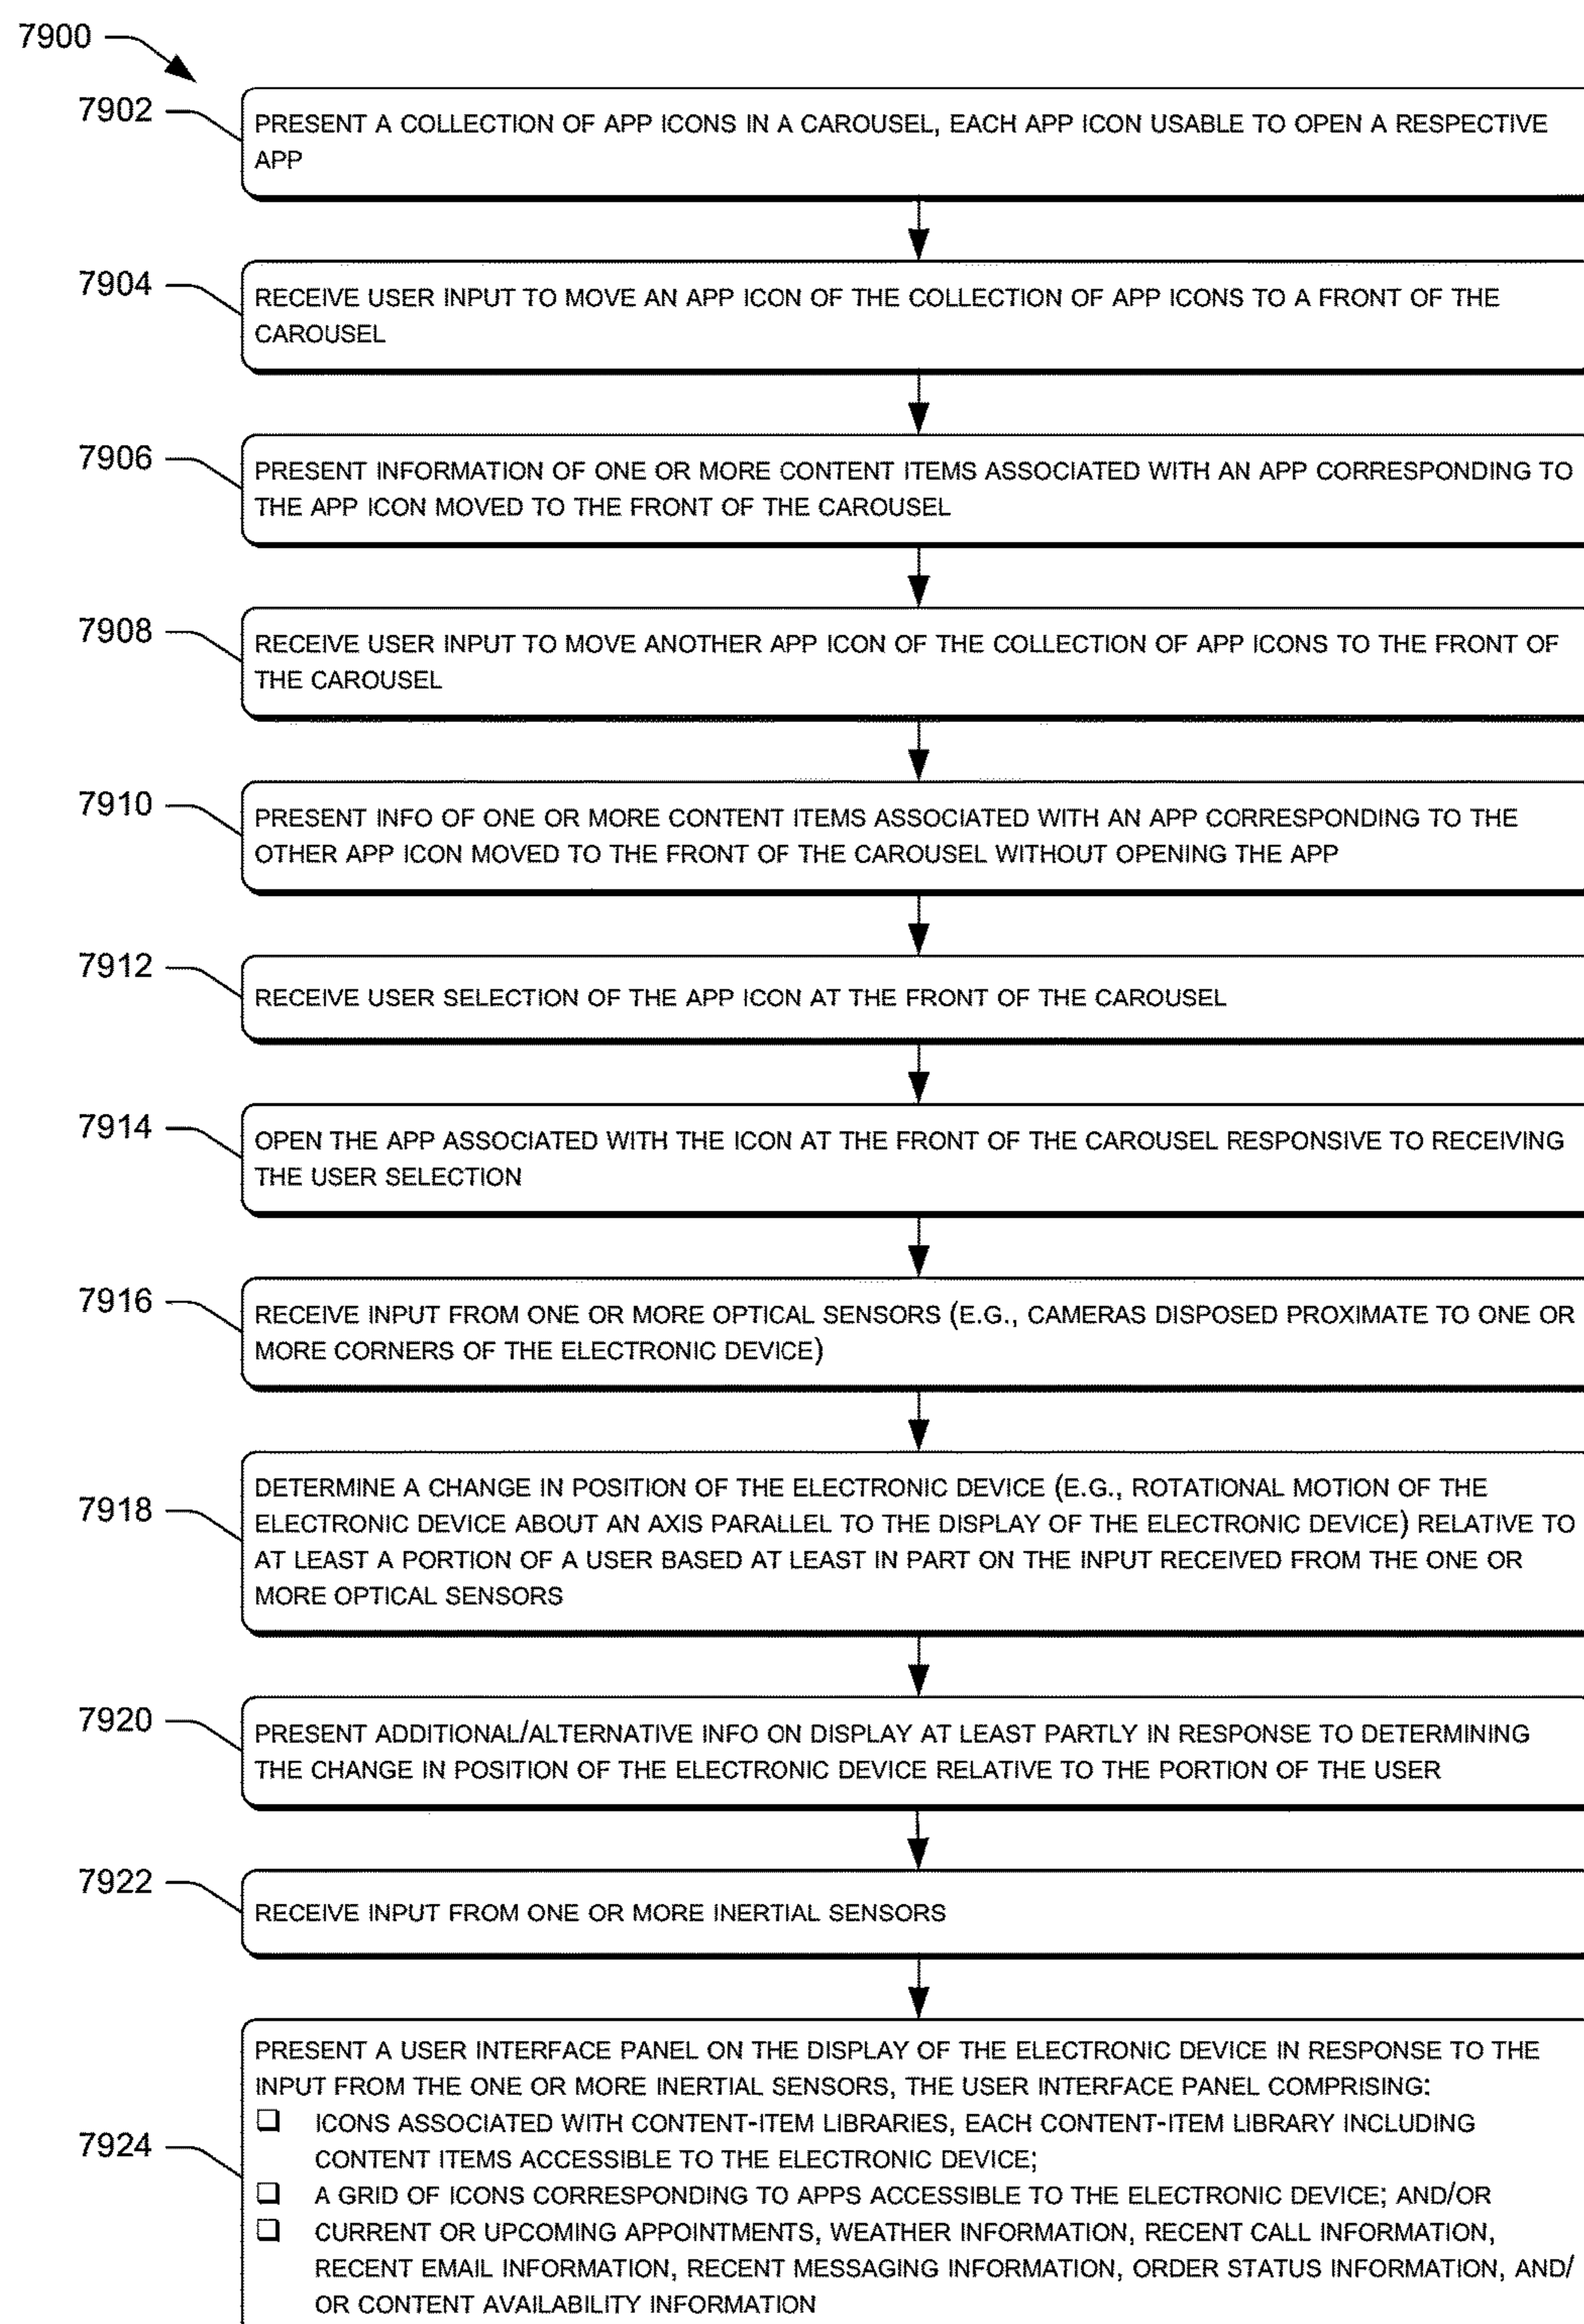 7900
7902
PRESENT A COLLECTION OF APP ICONS IN A CAROUSEL, EACH APP ICON USABLE TO OPEN A RESPECTIVE
APP
7904
RECEIVE USER INPUT TO MOVE AN APP ICON OF THE COLLECTION OF APP ICONS TO A FRONT OF THE
CAROUSEL
7906
PRESENT INFORMATION OF ONE OR MORE CONTENT ITEMS ASSOCIATED WITH AN APP CORRESPONDING TO
THE APP ICON MOVED TO THE FRONT OF THE CAROUSEL
7908
RECEIVE USER INPUT TO MOVE ANOTHER APP ICON OF THE COLLECTION OF APP ICONS TO THE FRONT OF
THE CAROUSEL
7910
PRESENT INFO OF ONE OR MORE CONTENT ITEMS ASSOCIATED WITH AN APP CORRESPONDING TO THE
OTHER APP ICON MOVED TO THE FRONT OF THE CAROUSEL WITHOUT OPENING THE APP
7912
RECEIVE USER SELECTION OF THE APP ICON AT THE FRONT OF THE CAROUSEL
7914
OPEN THE APP ASSOCIATED WITH THE ICON AT THE FRONT OF THE CAROUSEL RESPONSIVE TO RECEIVING
THE USER SELECTION
7916
RECEIVE INPUT FROM ONE OR MORE OPTICAL SENSORS (E.G., CAMERAS DISPOSED PROXIMATE TO ONE OR
MORE CORNERS OF THE ELECTRONIC DEVICE)
7918
DETERMINE A CHANGE IN POSITION OF THE ELECTRONIC DEVICE (E.G., ROTATIONAL MOTION OF THE
ELECTRONIC DEVICE ABOUT AN AXIS PARALLEL TO THE DISPLAY OF THE ELECTRONIC DEVICE) RELATIVE TO
AT LEAST A PORTION OF A USER BASED AT LEAST IN PART ON THE INPUT RECEIVED FROM THE ONE OR
MORE OPTICAL SENSORS
7920
PRESENT ADDITIONAL/ALTERNATIVE INFO ON DISPLAY AT LEAST PARTLY IN RESPONSE TO DETERMINING
THE CHANGE IN POSITION OF THE ELECTRONIC DEVICE RELATIVE TO THE PORTION OF THE USER
7922
RECEIVE INPUT FROM ONE OR MORE INERTIAL SENSORS
7924
PRESENT A USER INTERFACE PANEL ON THE DISPLAY OF THE ELECTRONIC DEVICE IN RESPONSE TO THE
INPUT FROM THE ONE OR MORE INERTIAL SENSORS, THE USER INTERFACE PANEL COMPRISING:
❑ ICONS ASSOCIATED WITH CONTENT-ITEM LIBRARIES, EACH CONTENT-ITEM LIBRARY INCLUDING
CONTENT ITEMS ACCESSIBLE TO THE ELECTRONIC DEVICE;
❑ A GRID OF ICONS CORRESPONDING TO APPS ACCESSIBLE TO THE ELECTRONIC DEVICE; AND/OR
❑ CURRENT OR UPCOMING APPOINTMENTS, WEATHER INFORMATION, RECENT CALL INFORMATION,
RECENT EMAIL INFORMATION, RECENT MESSAGING INFORMATION, ORDER STATUS INFORMATION, AND/
OR CONTENT AVAILABILITY INFORMATION